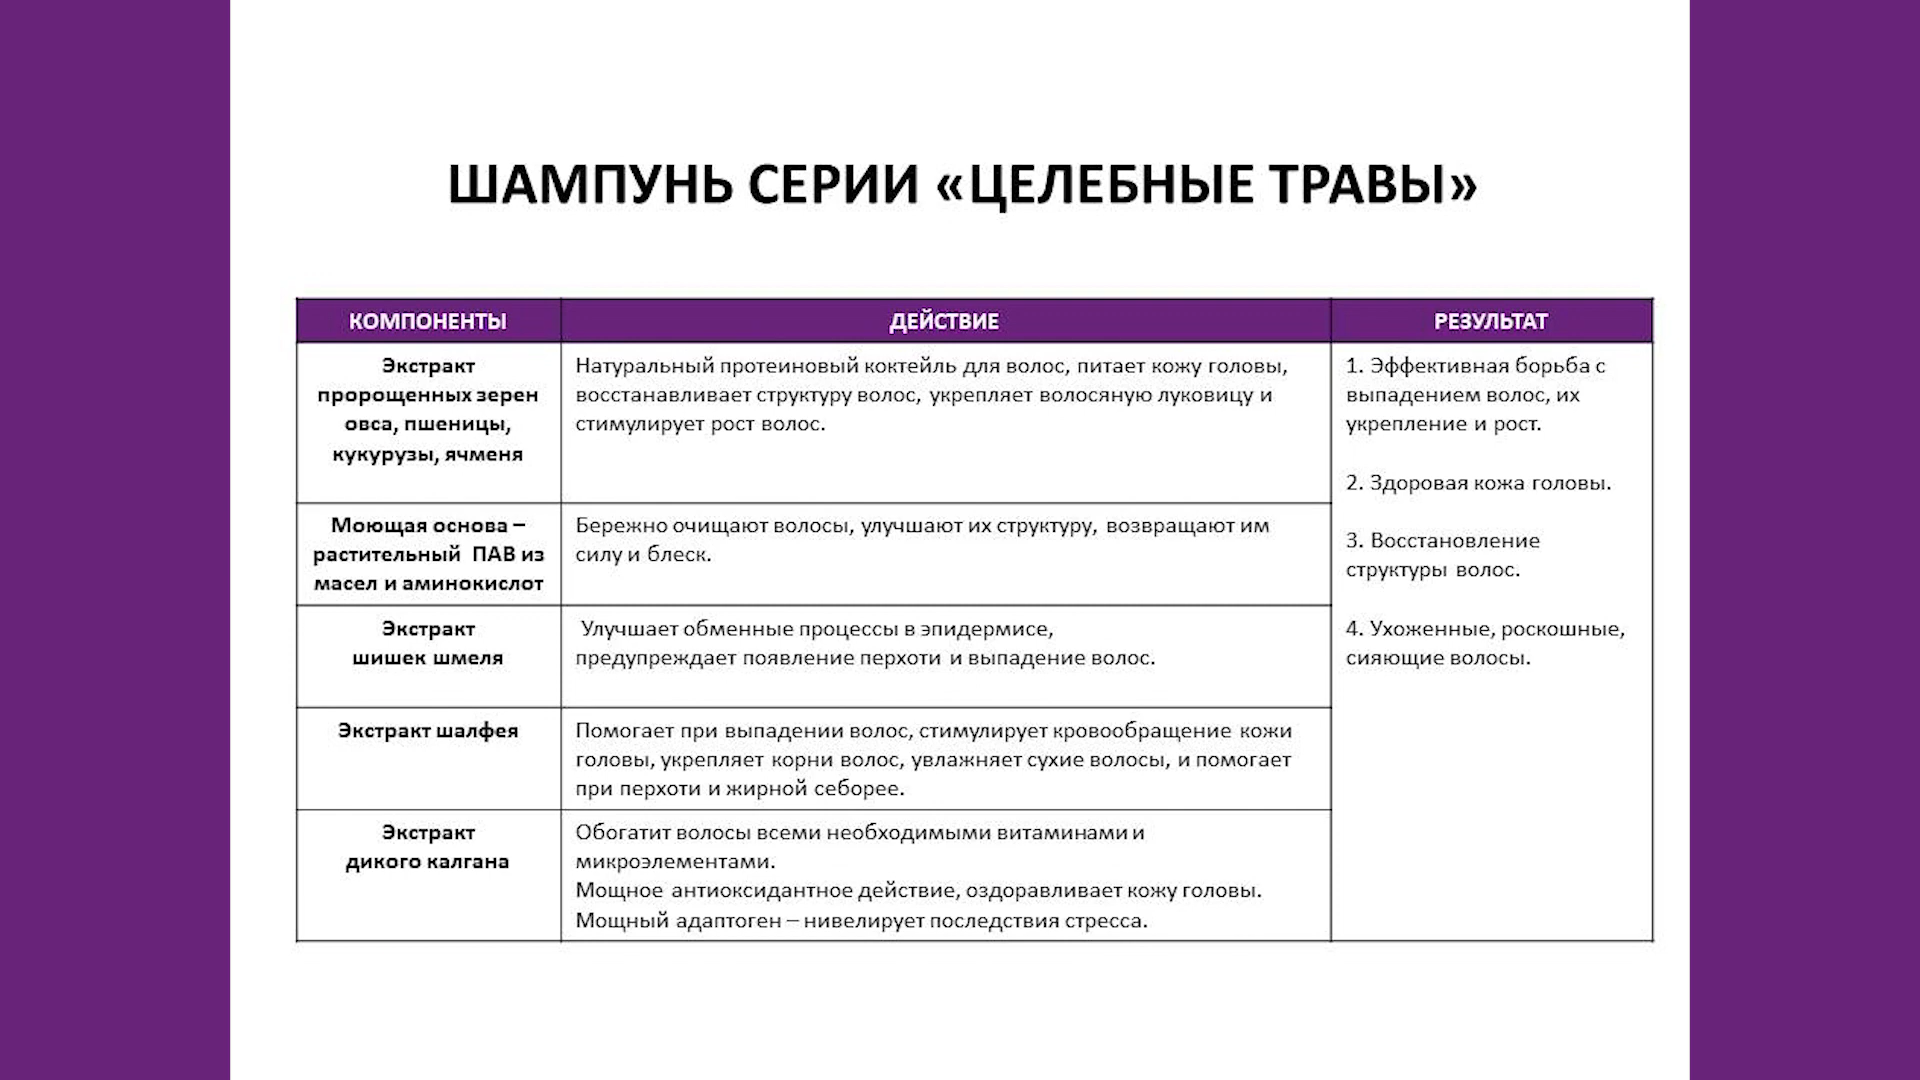 ШАМПУНЬ СЕРИИ «ЦЕЛЕБНЫЕ ТРАВЫ»
КОМПОНЕНТЫ
ДЕЙСТВИЕ
РЕЗУЛЬТАТ
Экстракт
пророщенных зерен
овса, пшеницы,
кукурузы, ячменя
Натуральный протеиновый коктейль для волос, питает кожу головы,
восстанавливает структуру волос, укрепляет волосяную луковицу и
стимулирует рост волос.
1. Эффективная борьба с
выпадением волос, их
укрепление и рост.
2. Здоровая кожа головы.
3. Восстановление
структуры волос.
4. Ухоженные, роскошные,
сияющие волосы.
Моющая основа –
растительный ПАВ из
масел и аминокислот
Бережно очищают волосы, улучшают их структуру, возвращают им
силу и блеск.
Экстракт
шишек шмеля
Улучшает обменные процессы в эпидермисе,
предупреждает появление перхоти и выпадение волос.
Экстракт шалфея
Помогает при выпадении волос, стимулирует кровообращение кожи
головы, укрепляет корни волос, увлажняет сухие волосы, и помогает
при перхоти и жирной себорее.
Экстракт
дикого калгана
Обогатит волосы всеми необходимыми витаминами и
микроэлементами.
Мощное антиоксидантное действие, оздоравливает кожу головы.
Мощный адаптоген – нивелирует последствия стресса.